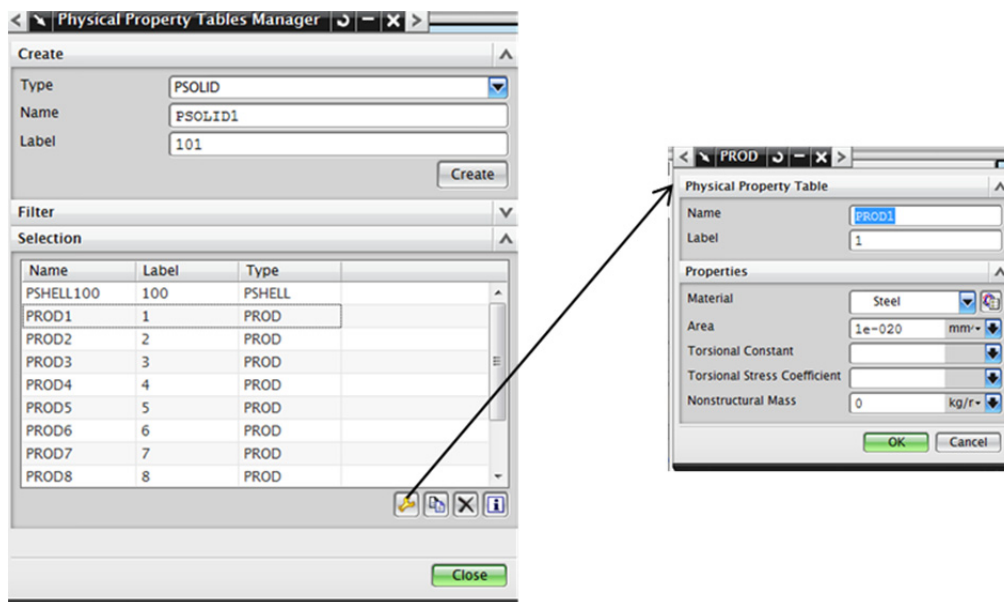 Physical Property Tables Manager
Create
Type PSOLID
Name PSOLID1
Label 101
Create
Filter
Selection
Name Label Type
PSHELL100 100 PSHELL
PROD1 1 PROD
PROD2 2 PROD
PROD3 3 PROD
PROD4 4 PROD
PROD5 5 PROD
PROD6 6 PROD
PROD7 7 PROD
PROD8 8 PROD
Close
PROD
Physical Property Table
Name PROD1
Label 1
Properties
Material Steel
Area 1e-020
Torsional Constant
Torsional Stress Coefficient
Nonstructural Mass 0
OK Cancel